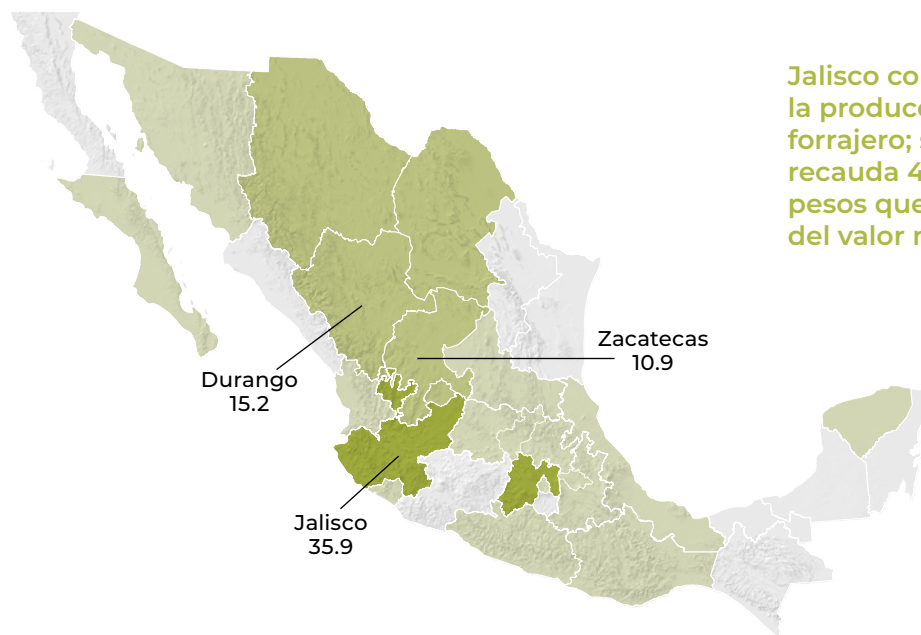 Jalisco co
la produc
forrajero;
recauda 4
pesos que
del valor
Zacatecas
10.9
Durango
15.2
Jalisco
35.9